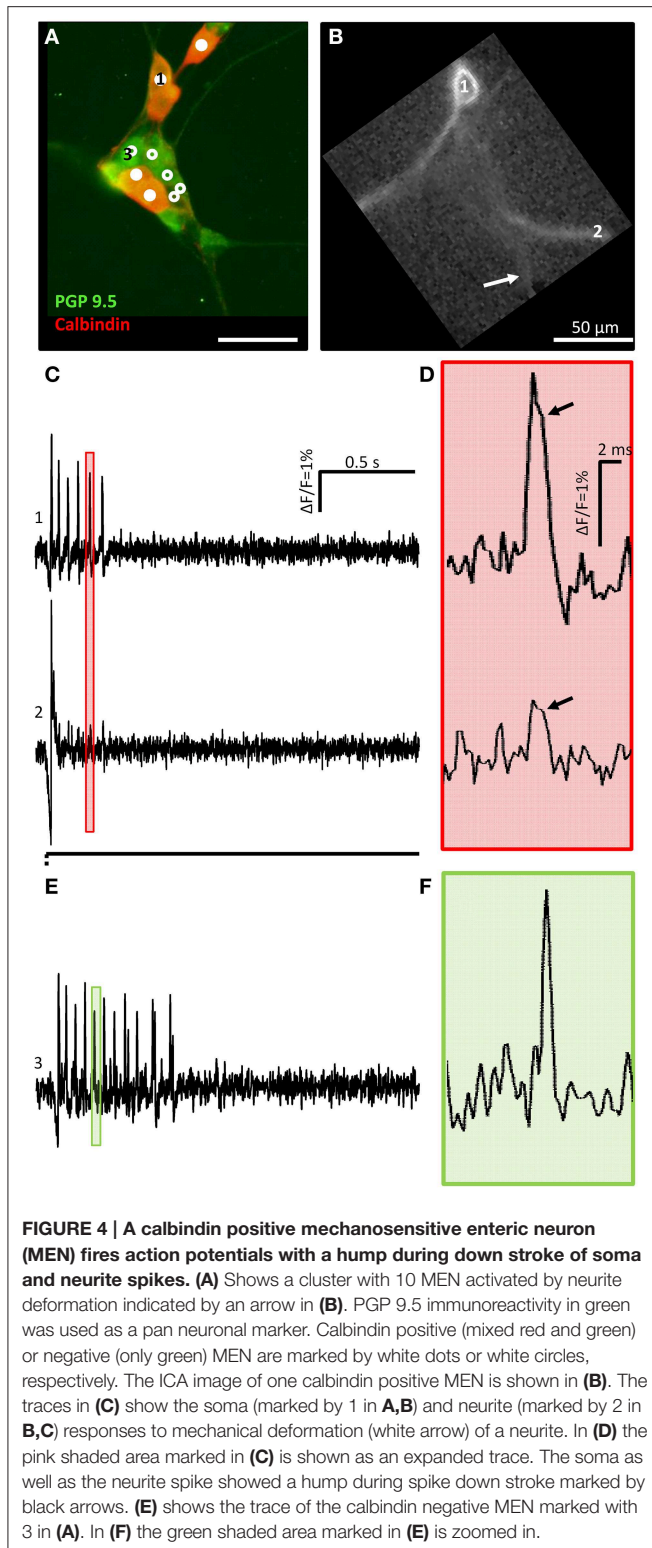 A
B
1
1
3
2
PGP 9.5
Calbindin
50 µm
C
D
0.5 s
ΔF/F=1%
2 ms
ΔF/F=1%
1
2
E
F
3
FIGURE 4 | A calbindin positive mechanosensitive enteric neuron
(MEN) fires action potentials with a hump during down stroke of soma
and neurite spikes. (A) Shows a cluster with 10 MEN activated by neurite
deformation indicated by an arrow in (B). PGP 9.5 immunoreactivity in green
was used as a pan neuronal marker. Calbindin positive (mixed red and green)
or negative (only green) MEN are marked by white dots or white circles,
respectively. The ICA image of one calbindin positive MEN is shown in (B). The
traces in (C) show the soma (marked by 1 in A,B) and neurite (marked by 2 in
B,C) responses to mechanical deformation (white arrow) of a neurite. In (D) the
pink shaded area marked in (C) is shown as an expanded trace. The soma as
well as the neurite spike showed a hump during spike down stroke marked by
black arrows. (E) shows the trace of the calbindin negative MEN marked with
3 in (A). In (F) the green shaded area marked in (E) is zoomed in.